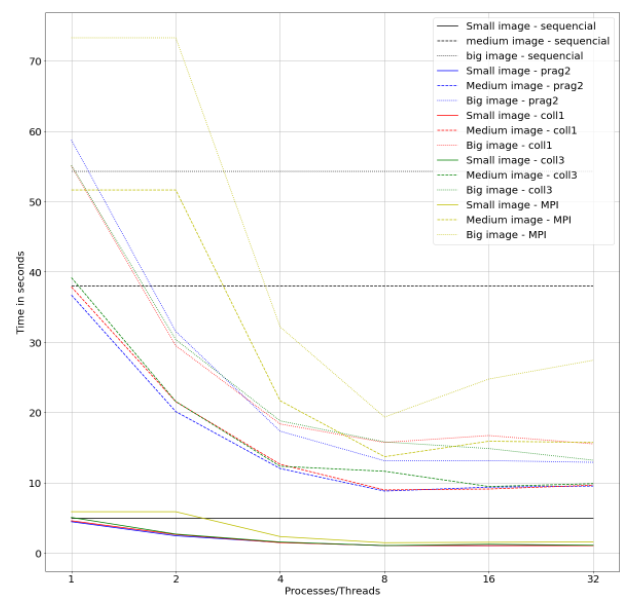 Small image - sequencial
medium image - sequencial
big image - sequencial
Small image - prag2
Medium image - prag2
Big image - prag2
Small image - coll1
Medium image - coll1
Big image - coll1
Small image - coll3
Medium image - coll3
Big image - coll3
Small image - MPI
Medium image - MPI
Big image - MPI
70
60
50
40
30
20
10
0
Time in seconds
1 2 4 8 16 32
Processes/Threads